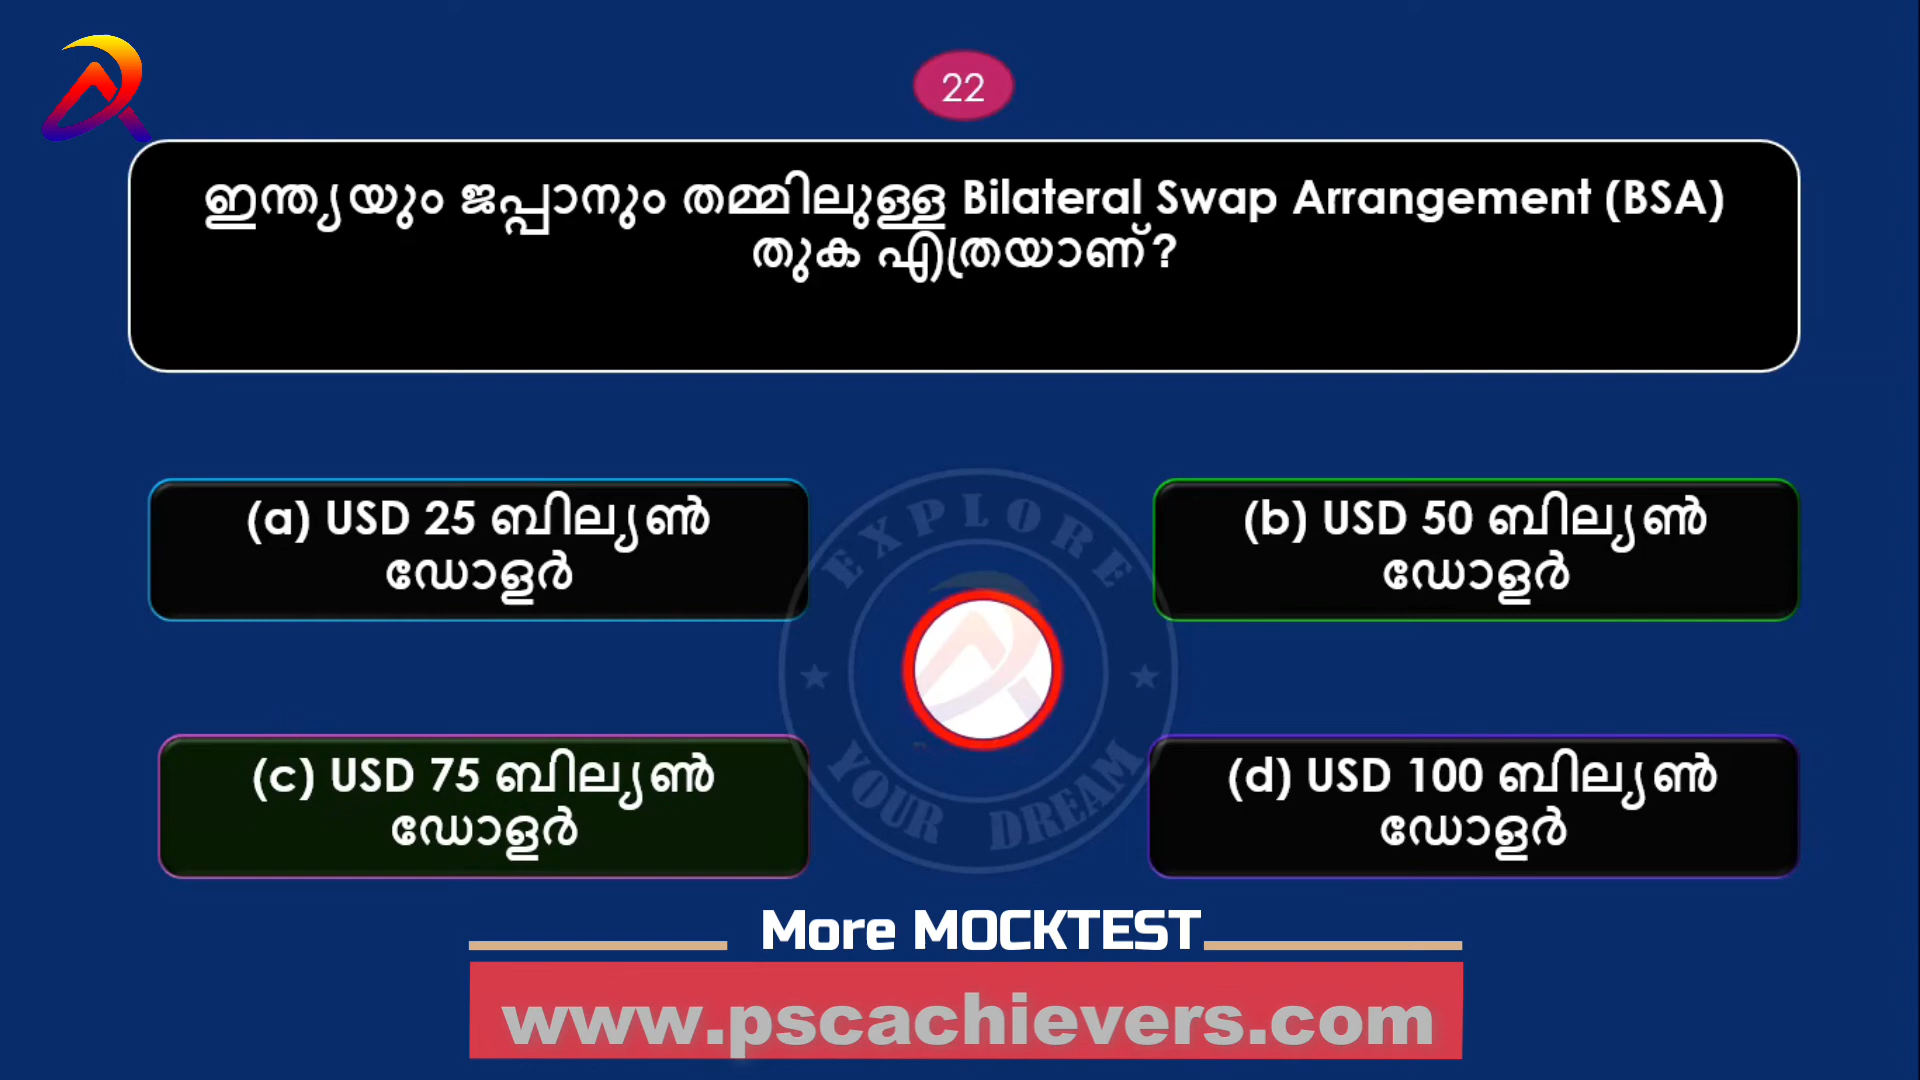 22
ഇന്ത്യയും ജപ്പാനും തമ്മിലുള്ള Bilateral Swap Arrangement (BSA)
തുക എത്രയാണ്?
(a) USD 25 ബില്യൺ
ഡോളർ
(b) USD 50 ബില്യൺ
ഡോളർ
EXPLORE
YOUR DREAM
(c) USD 75 ബില്യൺ
ഡോളർ
(d) USD 100 ബില്യൺ
ഡോളർ
More MOCKTEST
www.pscachievers.com